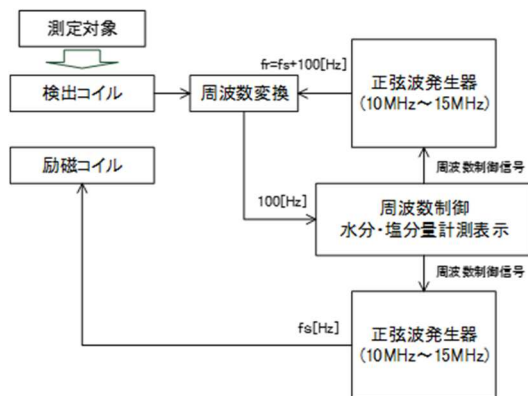 測定対象
検出コイル
周波数変換
fr=fs+100[Hz]
正弦波発生器
(10MHz～15MHz)
励磁コイル
周波数制御信号
100[Hz]
周波数制御
水分・塩分量計測表示
周波数制御信号
fs[Hz]
正弦波発生器
(10MHz～15MHz)